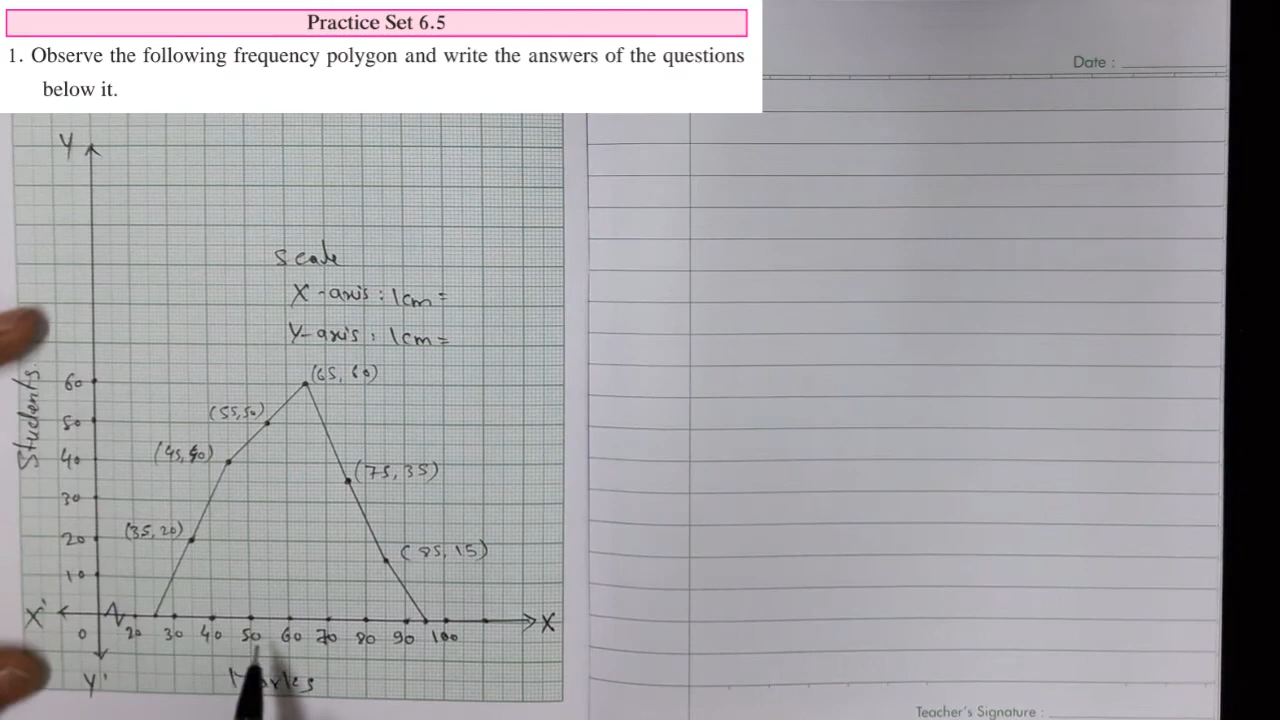 Practice Set 6.5
1. Observe the following frequency polygon and write the answers of the questions
below it.
Date :
Y
Scale
X-axis : 1cm =
Y-axis : 1cm =
Students
60
50
40
30
20
10
(65, 60)
(55, 50)
(45, 40)
(75, 35)
(35, 20)
(85, 15)
X'
0
20 30 40 50 60 70 80 90 100
X
Y'
Marks
Teacher's Signature :